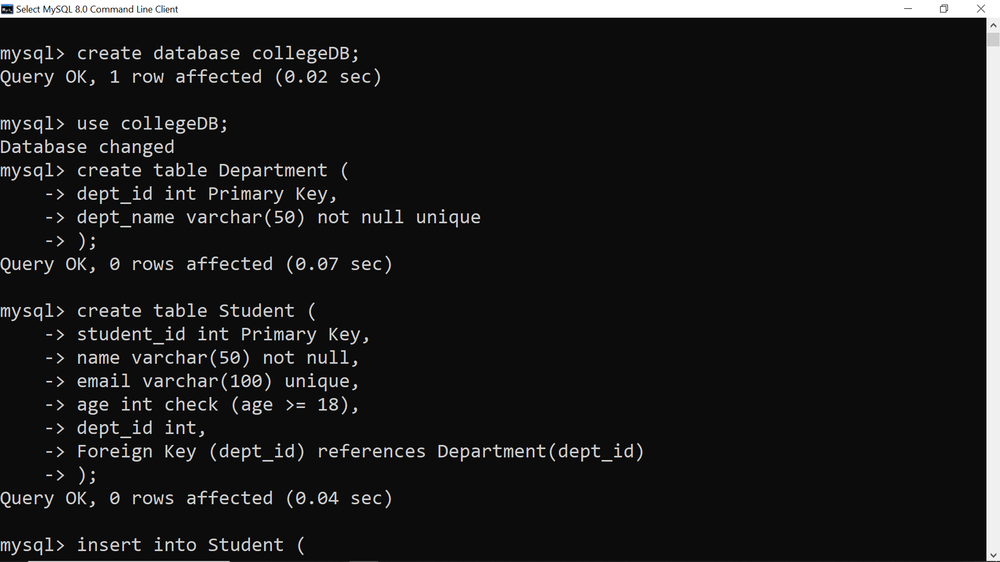 Select MySQL 8.0 Command Line Client
mysql> create database collegeDB;
Query OK, 1 row affected (0.02 sec)
mysql> use collegeDB;
Database changed
mysql> create table Department (
    -> dept_id int Primary Key,
    -> dept_name varchar(50) not null unique
    -> );
Query OK, 0 rows affected (0.07 sec)
mysql> create table Student (
    -> student_id int Primary Key,
    -> name varchar(50) not null,
    -> email varchar(100) unique,
    -> age int check (age >= 18),
    -> dept_id int,
    -> Foreign Key (dept_id) references Department(dept_id)
    -> );
Query OK, 0 rows affected (0.04 sec)
mysql> insert into Student (